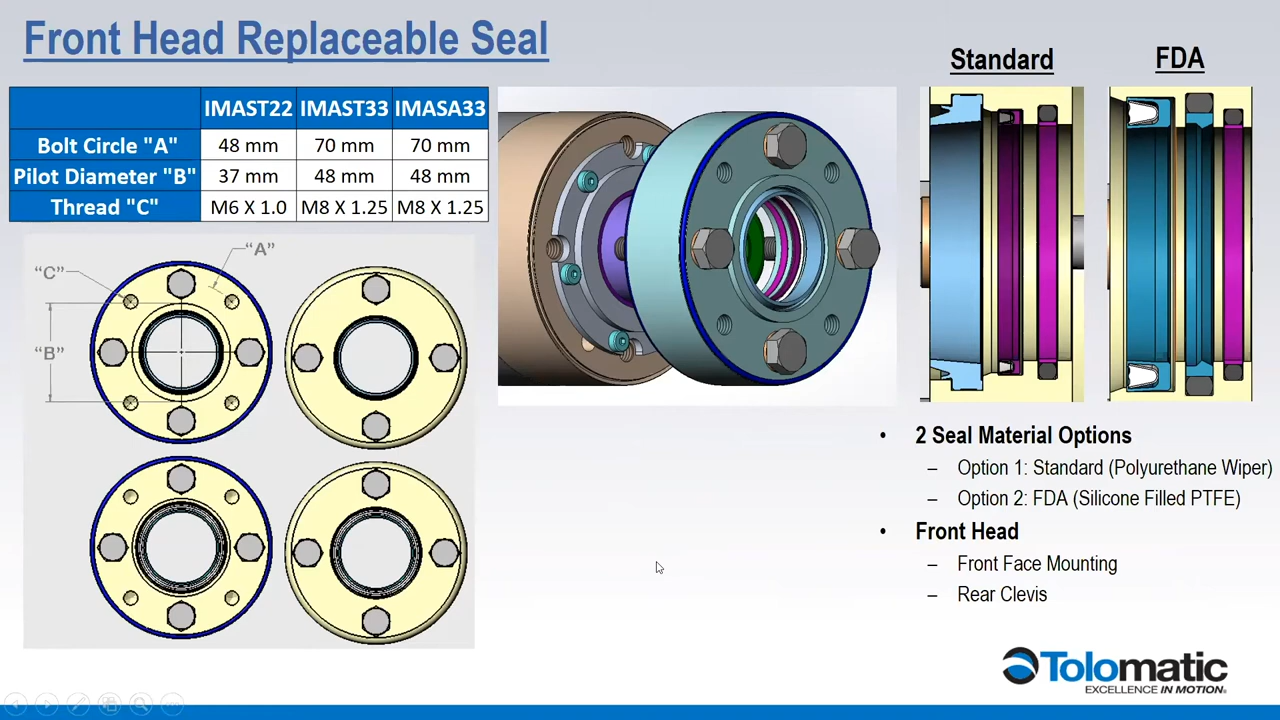 Front Head Replaceable Seal
IMAST22 IMAST33 IMASA33
Bolt Circle "A" 48 mm 70 mm 70 mm
Pilot Diameter "B" 37 mm 48 mm 48 mm
Thread "C" M6 X 1.0 M8 X 1.25 M8 X 1.25
“A”
“C”
“B”
Standard
FDA
• 2 Seal Material Options
– Option 1: Standard (Polyurethane Wiper)
– Option 2: FDA (Silicone Filled PTFE)
• Front Head
– Front Face Mounting
– Rear Clevis
Tolomatic
EXCELLENCE IN MOTION®